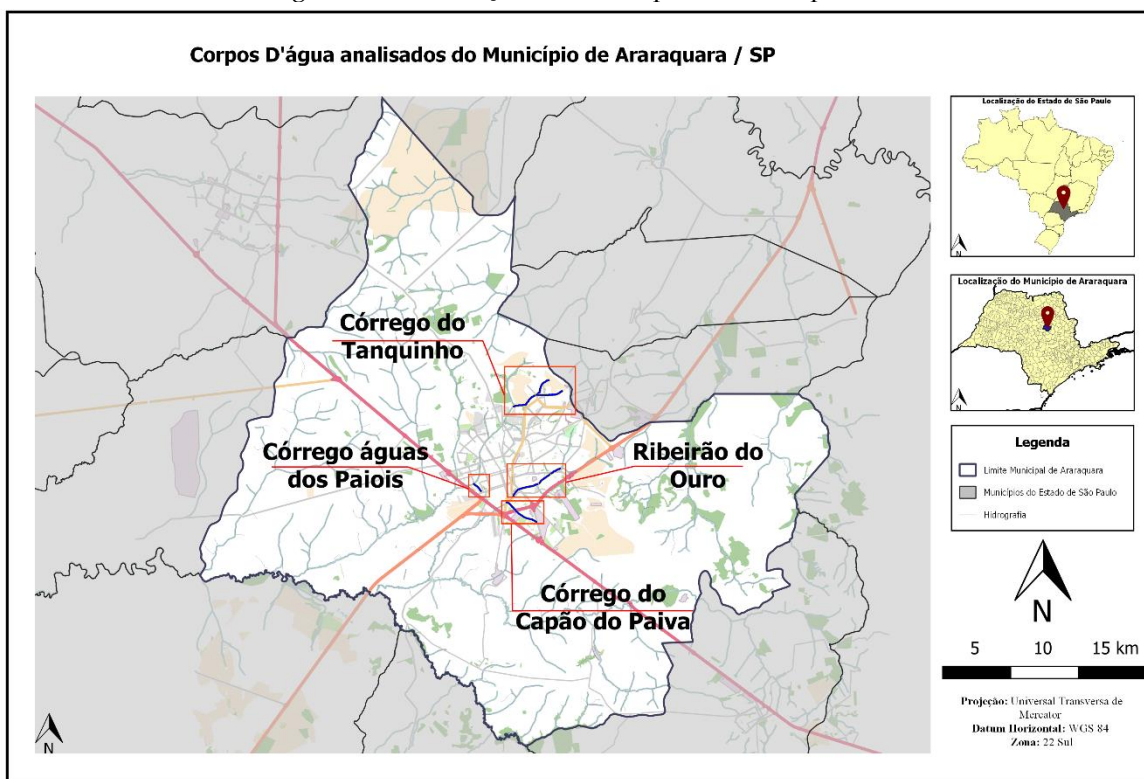 Corpos D'água analisados do Município de Araraquara / SP
Córrego do
Tanquinho
Córrego águas
dos Paiois
Ribeirão do
Ouro
Córrego do
Capão do Paiva
N
Localização do Estado de São Paulo
N
Localização do Municipio de Araraquara
N
Legenda
Limite Municipal de Araraquara
Municípios do Estado de São Paulo
Hidrografia
N
5 10 15 km
Projeção: Universal Transversa de
Mercator
Datum Horizontal: WGS 84
Zona: 22 Sul